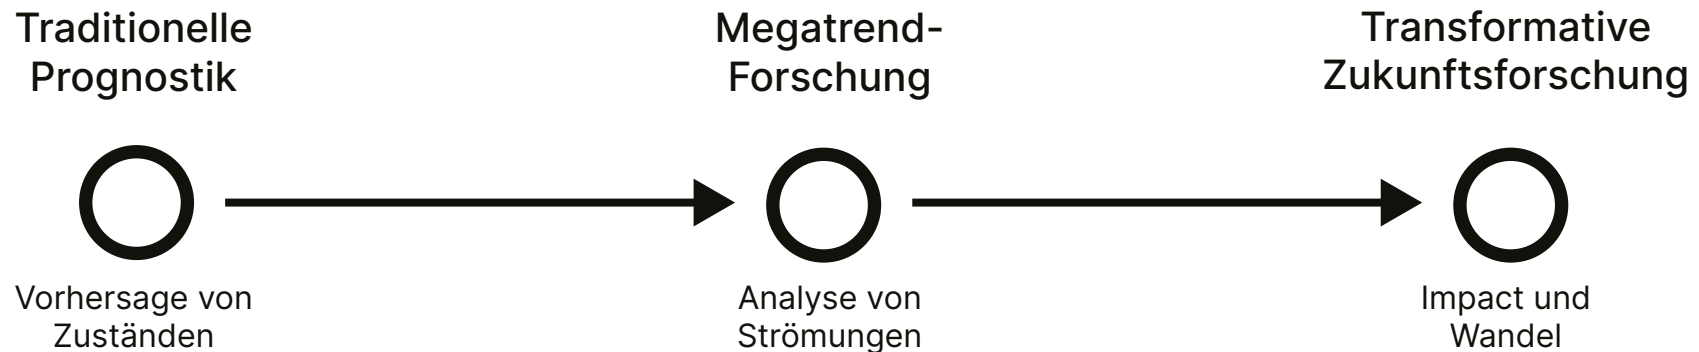 Traditionelle
Prognostik
Megatrend-
Forschung
Transformative
Zukunftsforschung
Vorhersage von
Zuständen
Analyse von
Strömungen
Impact und
Wandel